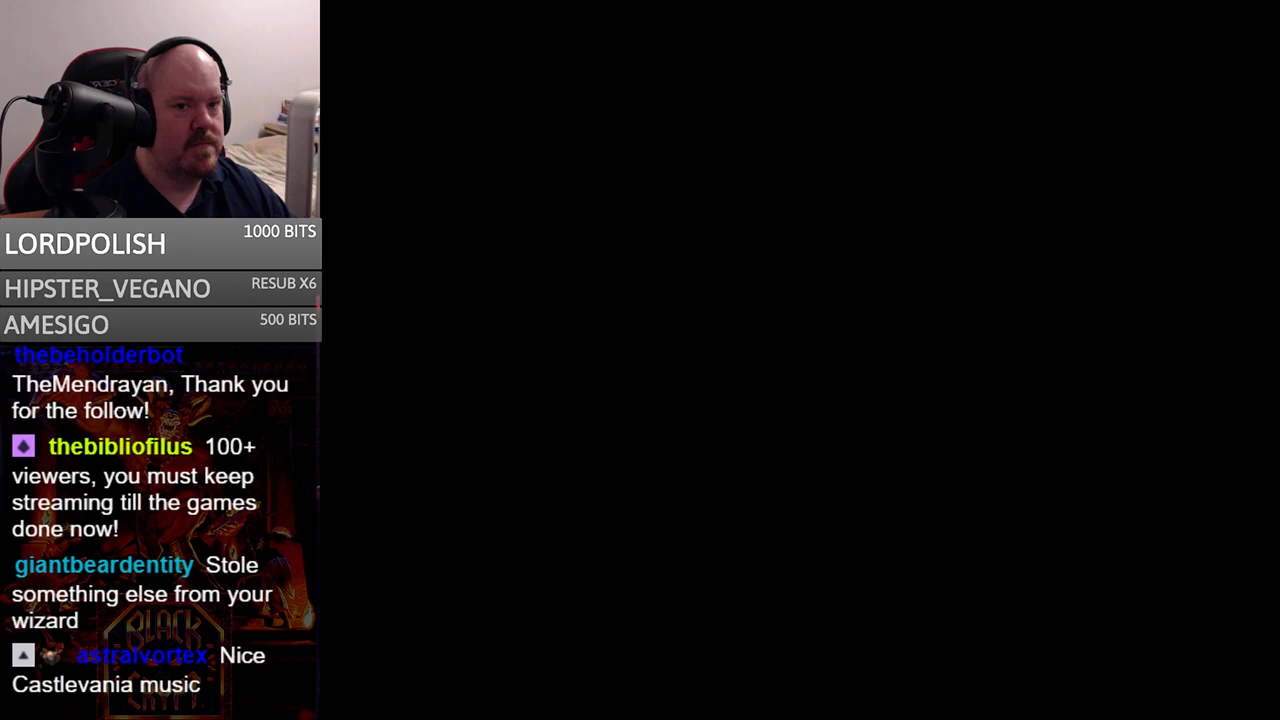 LORDPOLISH 1000 BITS
HIPSTER_VEGANO RESUB X6
AMESIGO 500 BITS
thebeholderbot
TheMendrayan, Thank you
for the follow!
thebibliofilus 100+
viewers, you must keep
streaming till the games
done now!
giantbeardentity Stole
something else from your
wizard
astralvortex Nice
Castlevania music
BLACK
CRYPT